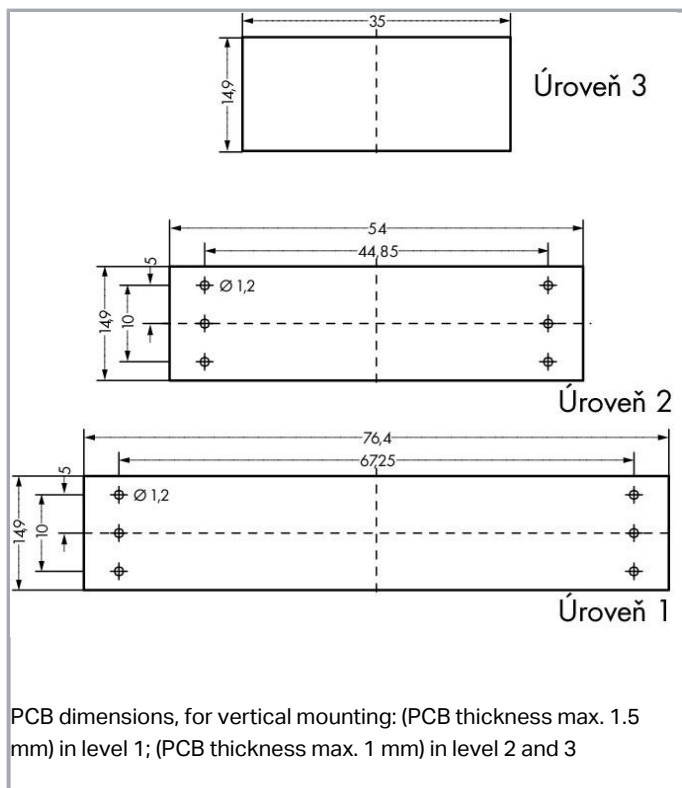 35
14,9
Úroveň 3
54
44,85
5
Ø 1,2
14,9
10
Úroveň 2
76,4
67,25
5
Ø 1,2
14,9
10
Úroveň 1
PCB dimensions, for vertical mounting: (PCB thickness max. 1.5
mm) in level 1; (PCB thickness max. 1 mm) in level 2 and 3